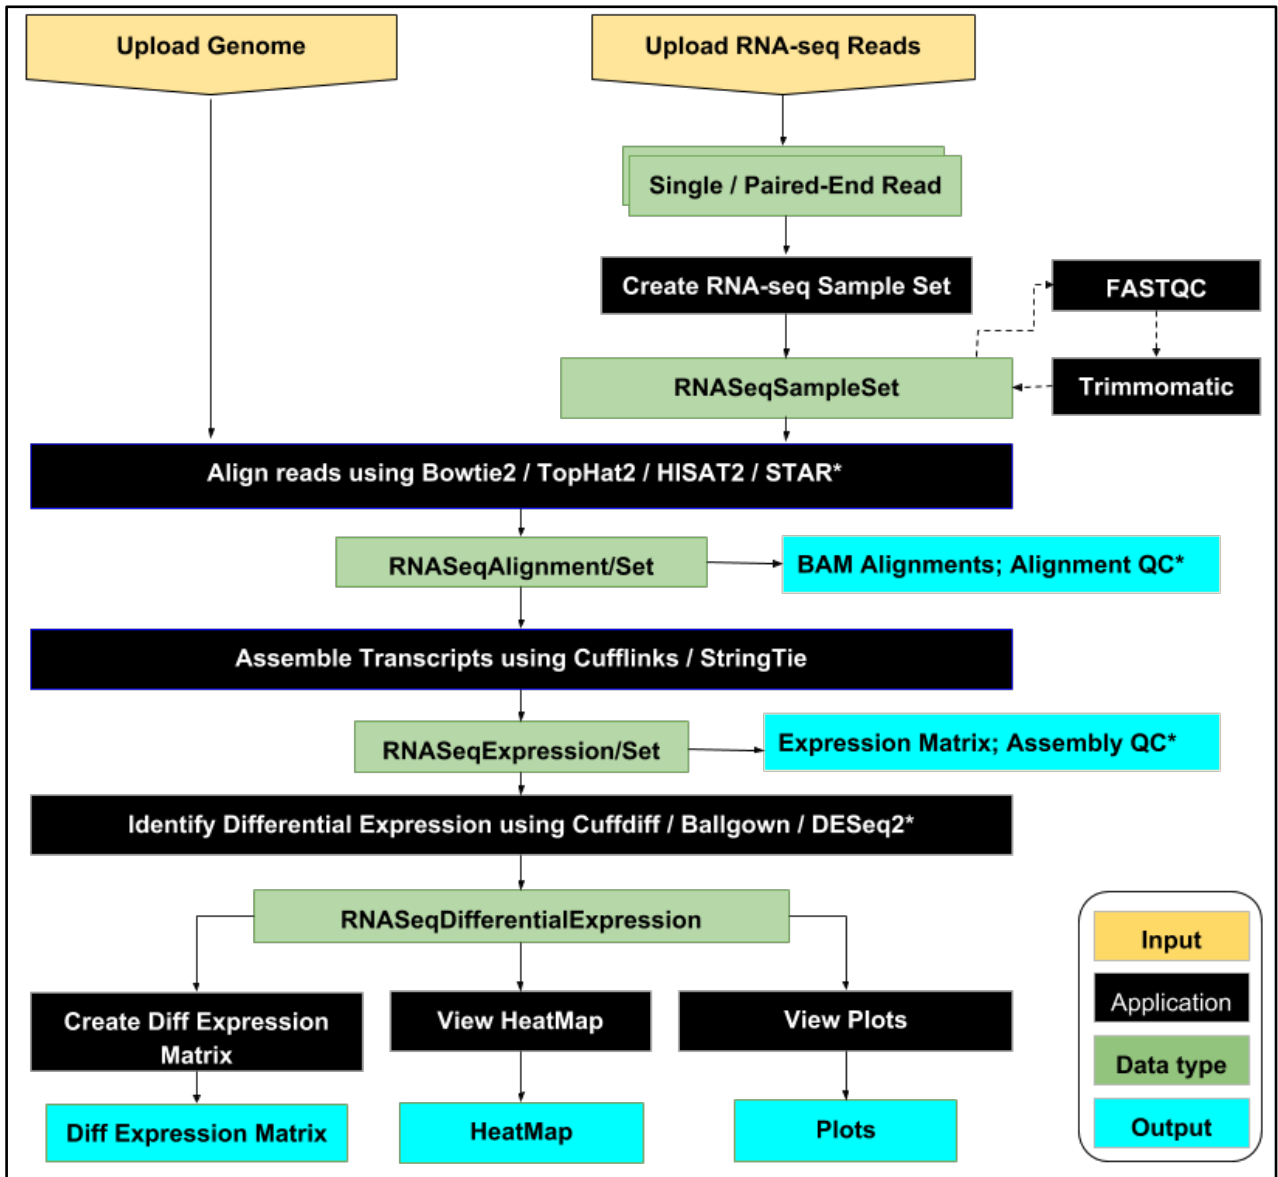 Upload Genome
Upload RNA-seq Reads
Single / Paired-End Read
Create RNA-seq Sample Set
FASTQC
RNASeqSampleSet
Trimmomatic
Align reads using Bowtie2 / TopHat2 / HISAT2 / STAR*
RNASeqAlignment/Set
BAM Alignments; Alignment QC*
Assemble Transcripts using Cufflinks / StringTie
RNASeqExpression/Set
Expression Matrix; Assembly QC*
Identify Differential Expression using Cuffdiff / Ballgown / DESeq2*
RNASeqDifferentialExpression
Create Diff Expression
Matrix
View HeatMap
View Plots
Diff Expression Matrix
HeatMap
Plots
Input
Application
Data type
Output